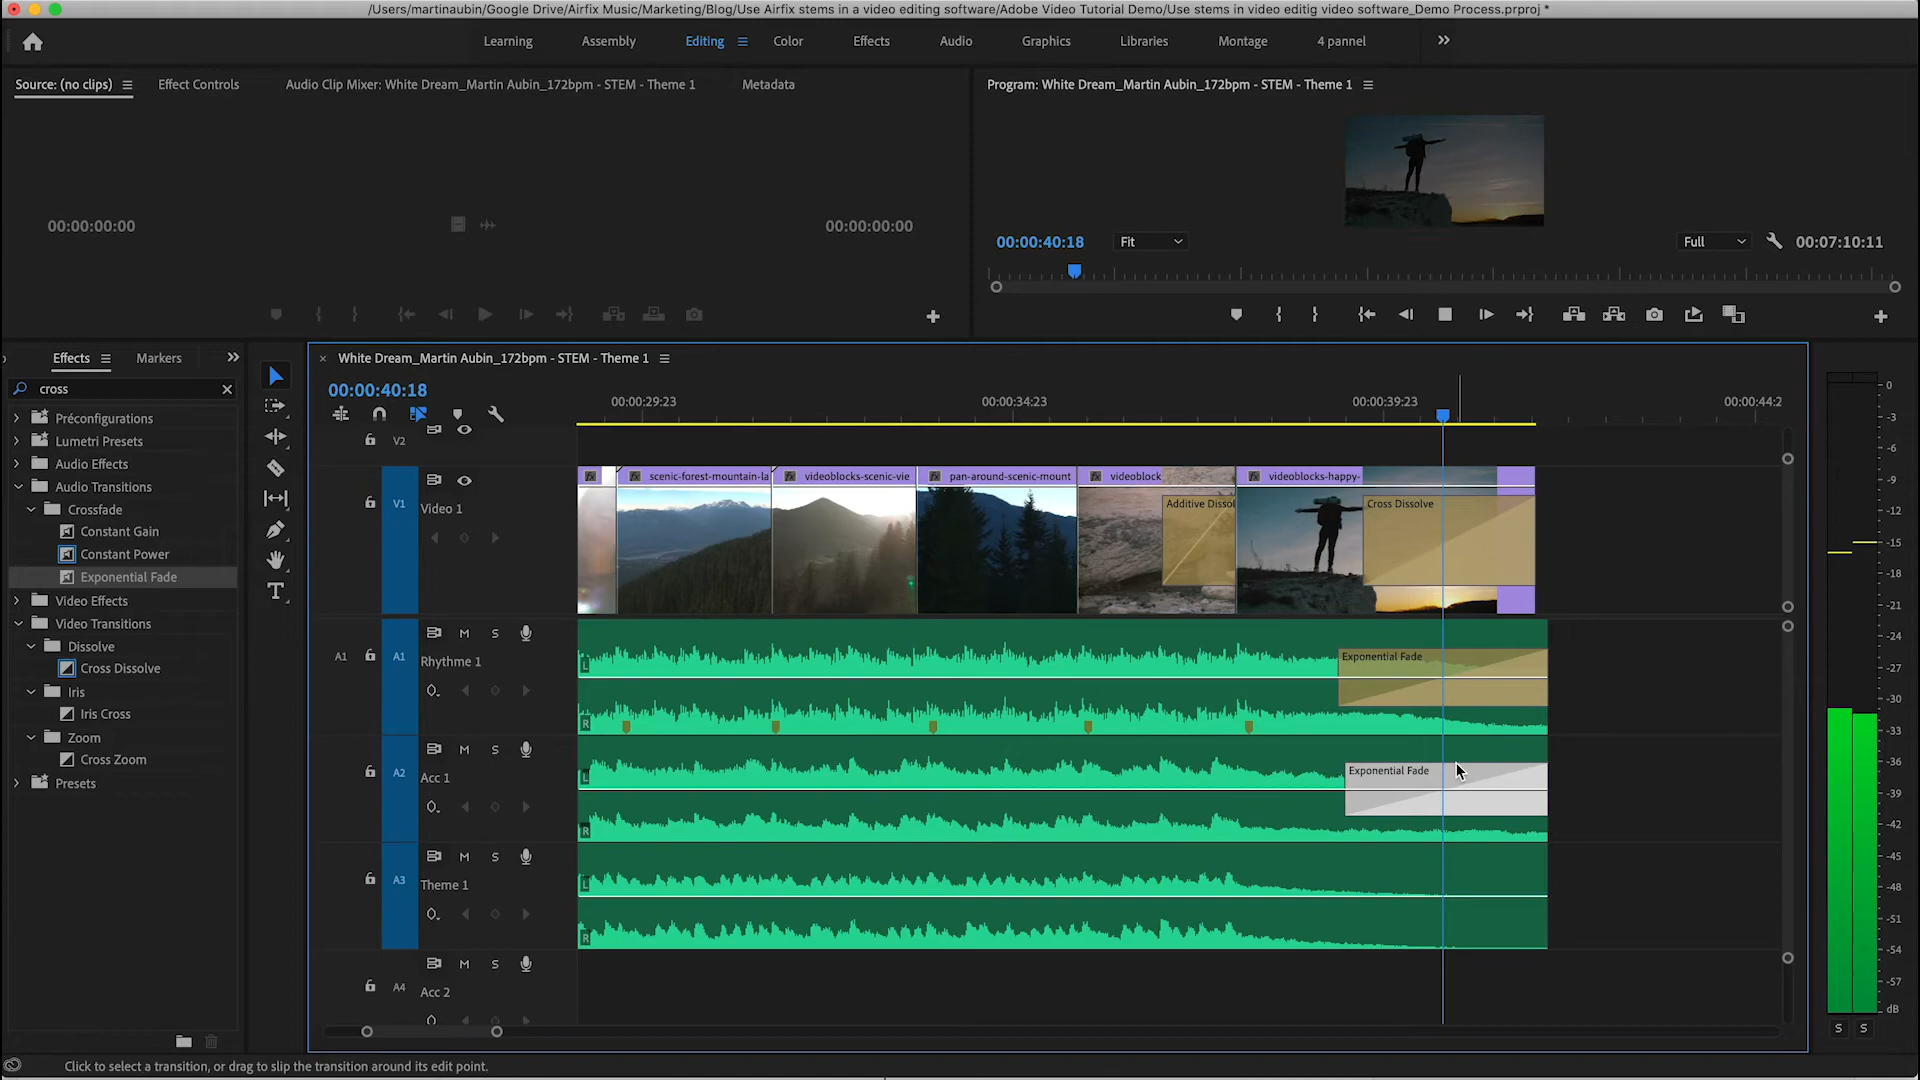 /Users/martinaubin/Google Drive/Airfix Music/Marketing/Blog/Use Airfix stems in a video editing software/Adobe Video Tutorial Demo/Use stems in video editig video software_Demo Process.prproj *
Learning
Assembly
Editing
Color
Effects
Audio
Graphics
Libraries
Montage
4 pannel
Source: (no clips)
Effect Controls
Audio Clip Mixer: White Dream_Martin Aubin_172bpm - STEM - Theme 1
Metadata
Program: White Dream_Martin Aubin_172bpm - STEM - Theme 1
00:00:00:00
00:00:00:00
00:00:40:18
Fit
Full
00:07:10:11
Effects
Markers
cross
Préconfigurations
Lumetri Presets
Audio Effects
Audio Transitions
Crossfade
Constant Gain
Constant Power
Exponential Fade
Video Effects
Video Transitions
Dissolve
Cross Dissolve
Iris
Iris Cross
Zoom
Cross Zoom
Presets
White Dream_Martin Aubin_172bpm - STEM - Theme 1
00:00:40:18
00:00:29:23
00:00:34:23
00:00:39:23
00:00:44:2
V2
V1
Video 1
fx
fx scenic-forest-mountain-la
fx videoblocks-scenic-vie
fx pan-around-scenic-mount
fx videoblock
fx videoblocks-happy-
Additive Dissol
Cross Dissolve
A1
A1
M S
Rhythme 1
L
R
Exponential Fade
A2
M S
Acc 1
L
R
Exponential Fade
A3
M S
Theme 1
L
R
A4
M S
Acc 2
0
-3
-6
-9
-12
-15
-18
-21
-24
-27
-30
-33
-36
-39
-42
-45
-48
-51
-54
-57
dB
S S
Click to select a transition, or drag to slip the transition around its edit point.